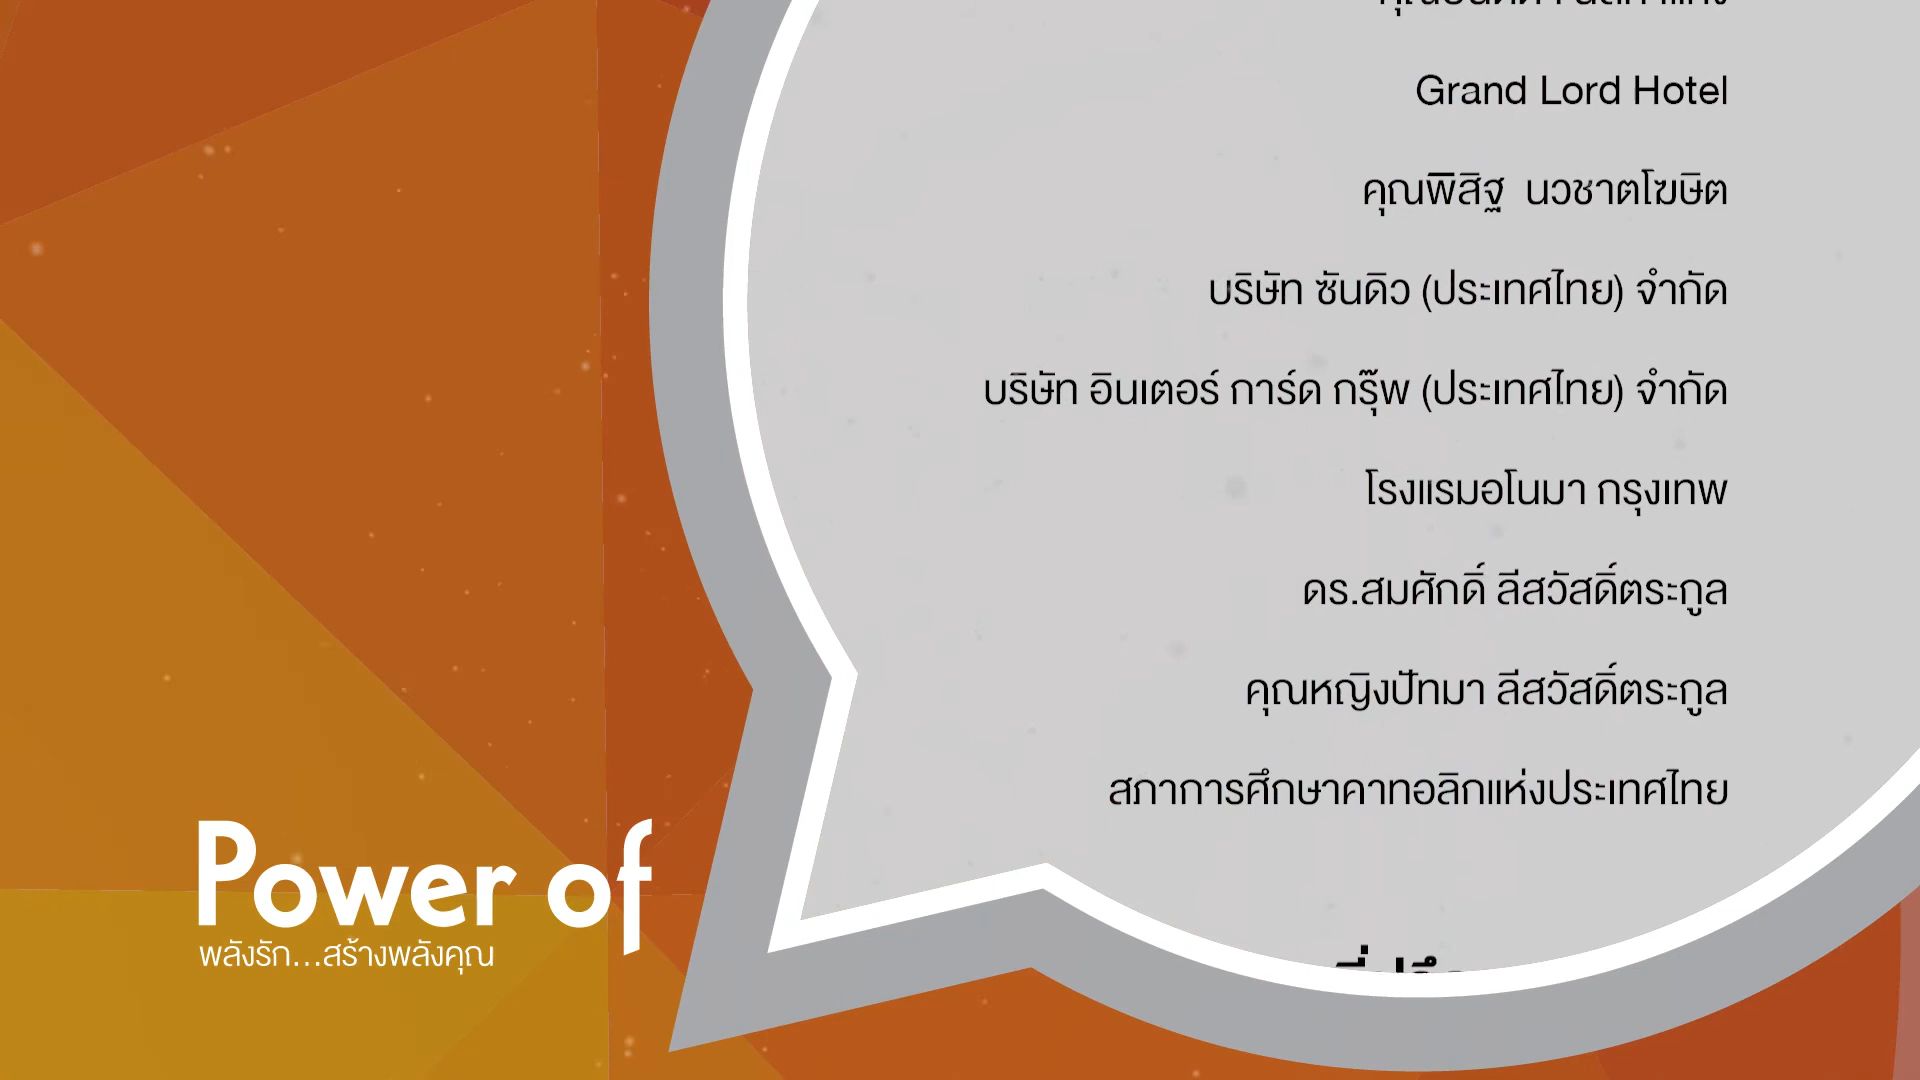 Grand Lord Hotel
คุณพิสิฐ นวชาตโฆษิต
บริษัท ซันดิว (ประเทศไทย) จำกัด
บริษัท อินเตอร์ การ์ด กรุ๊พ (ประเทศไทย) จำกัด
โรงแรมอโนมา กรุงเทพ
ดร.สมศักดิ์ ลีสวัสดิ์ตระกูล
คุณหญิงปัทมา ลีสวัสดิ์ตระกูล
สภาการศึกษาคาทอลิกแห่งประเทศไทย
Power of
พลังรัก...สร้างพลังคุณ